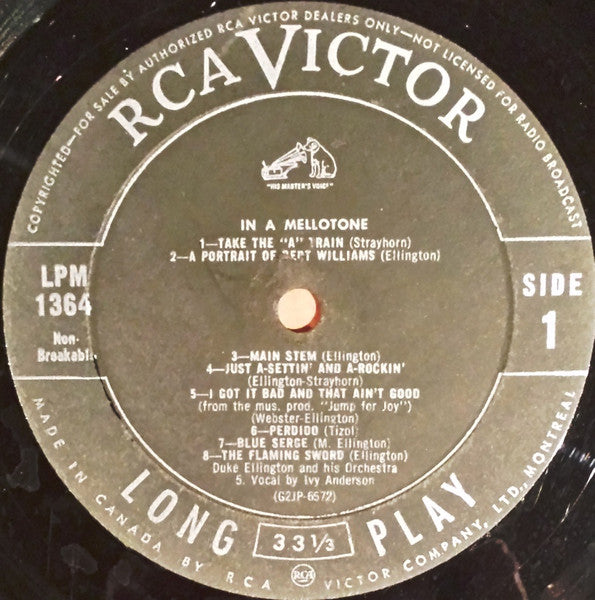 COPYRIGHTED—FOR SALE BY AUTHORIZED RCA VICTOR DEALERS ONLY—NOT LICENSED FOR RADIO BROADCAST
RCA VICTOR
"HIS MASTER'S VOICE"
IN A MELLOTONE
1—TAKE THE "A" TRAIN (Strayhorn)
2—A PORTRAIT OF BERT WILLIAMS (Ellington)
LPM
1364
Non-
Breakable
SIDE
1
3—MAIN STEM (Ellington)
4—JUST A-SETTIN' AND A-ROCKIN'
(Ellington-Strayhorn)
5—I GOT IT BAD AND THAT AIN'T GOOD
(from the mus. prod. "Jump for Joy")
(Webster-Ellington)
6—PERDIDO (Tizol)
7—BLUE SERGE (M. Ellington)
8—THE FLAMING SWORD (Ellington)
Duke Ellington and his Orchestra
5. Vocal by Ivy Anderson
(G2JP-6572)
LONG 33⅓ PLAY
MADE IN CANADA BY RCA VICTOR COMPANY, LTD., MONTREAL
RCA